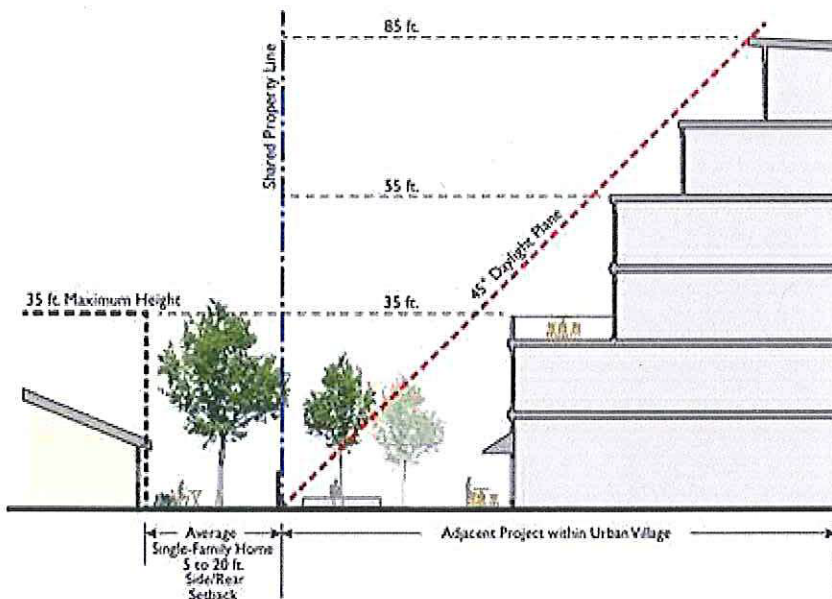 85 ft.
Shared Property Line
55 ft.
45° Daylight Plane
35 ft. Maximum Height
35 ft.
Average
Single-Family Home
5 to 20 ft.
Side/Rear
Setback
Adjacent Project within Urban Village